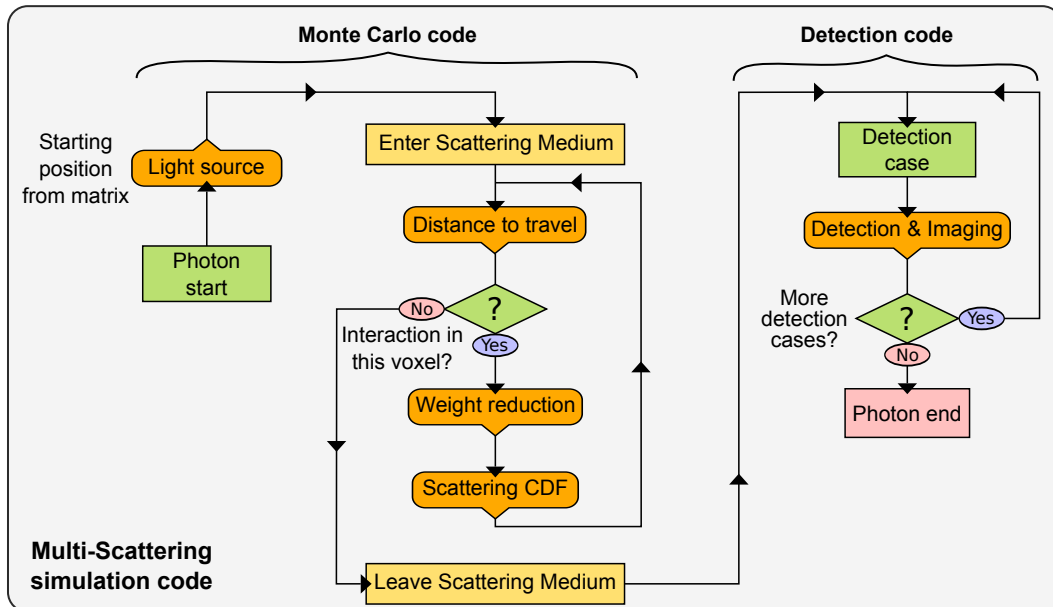 Monte Carlo code
Detection code
Starting
position
from matrix
Light source
Photon
start
Enter Scattering Medium
Distance to travel
?
No
Interaction in
this voxel?
Yes
Weight reduction
Scattering CDF
Leave Scattering Medium
Detection
case
Detection & Imaging
More
detection
cases?
?
Yes
No
Photon end
Multi-Scattering
simulation code